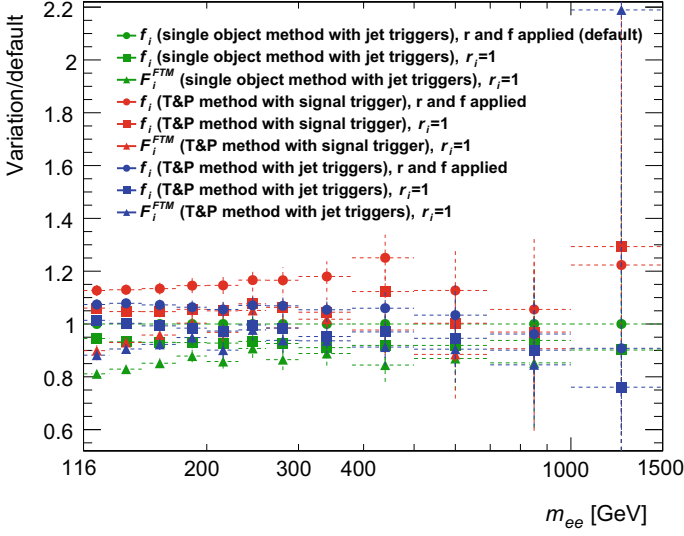 Variation/default
2.2
2
1.8
1.6
1.4
1.2
1
0.8
0.6
f_i (single object method with jet triggers), r and f applied (default)
f_i (single object method with jet triggers), r_i=1
F_i^FTM (single object method with jet triggers), r_i=1
f_i (T&P method with signal trigger), r and f applied
f_i (T&P method with signal trigger), r_i=1
F_i^FTM (T&P method with signal trigger), r_i=1
f_i (T&P method with jet triggers), r and f applied
f_i (T&P method with jet triggers), r_i=1
F_i^FTM (T&P method with jet triggers), r_i=1
116 200 300 400 1000 1500
m_ee [GeV]